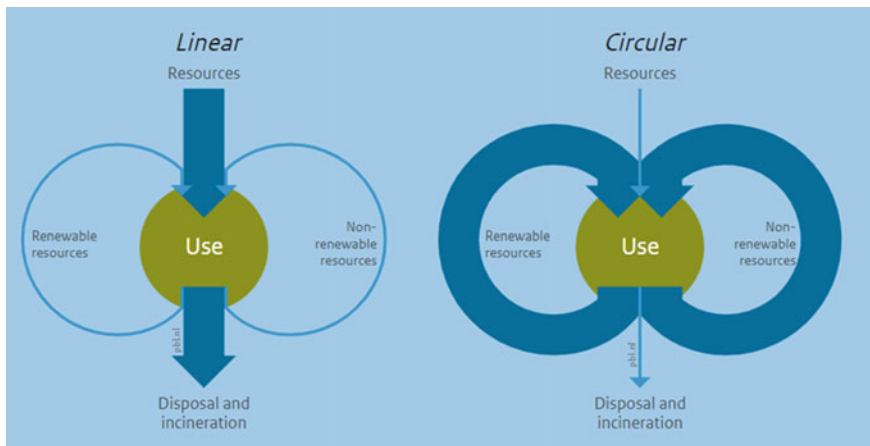 Linear
Resources
Renewable
resources
Use
Non-
renewable
resources
pbl.nl
Disposal and
incineration
Circular
Resources
Renewable
resources
Use
Non-
renewable
resources
pbl.nl
Disposal and
incineration